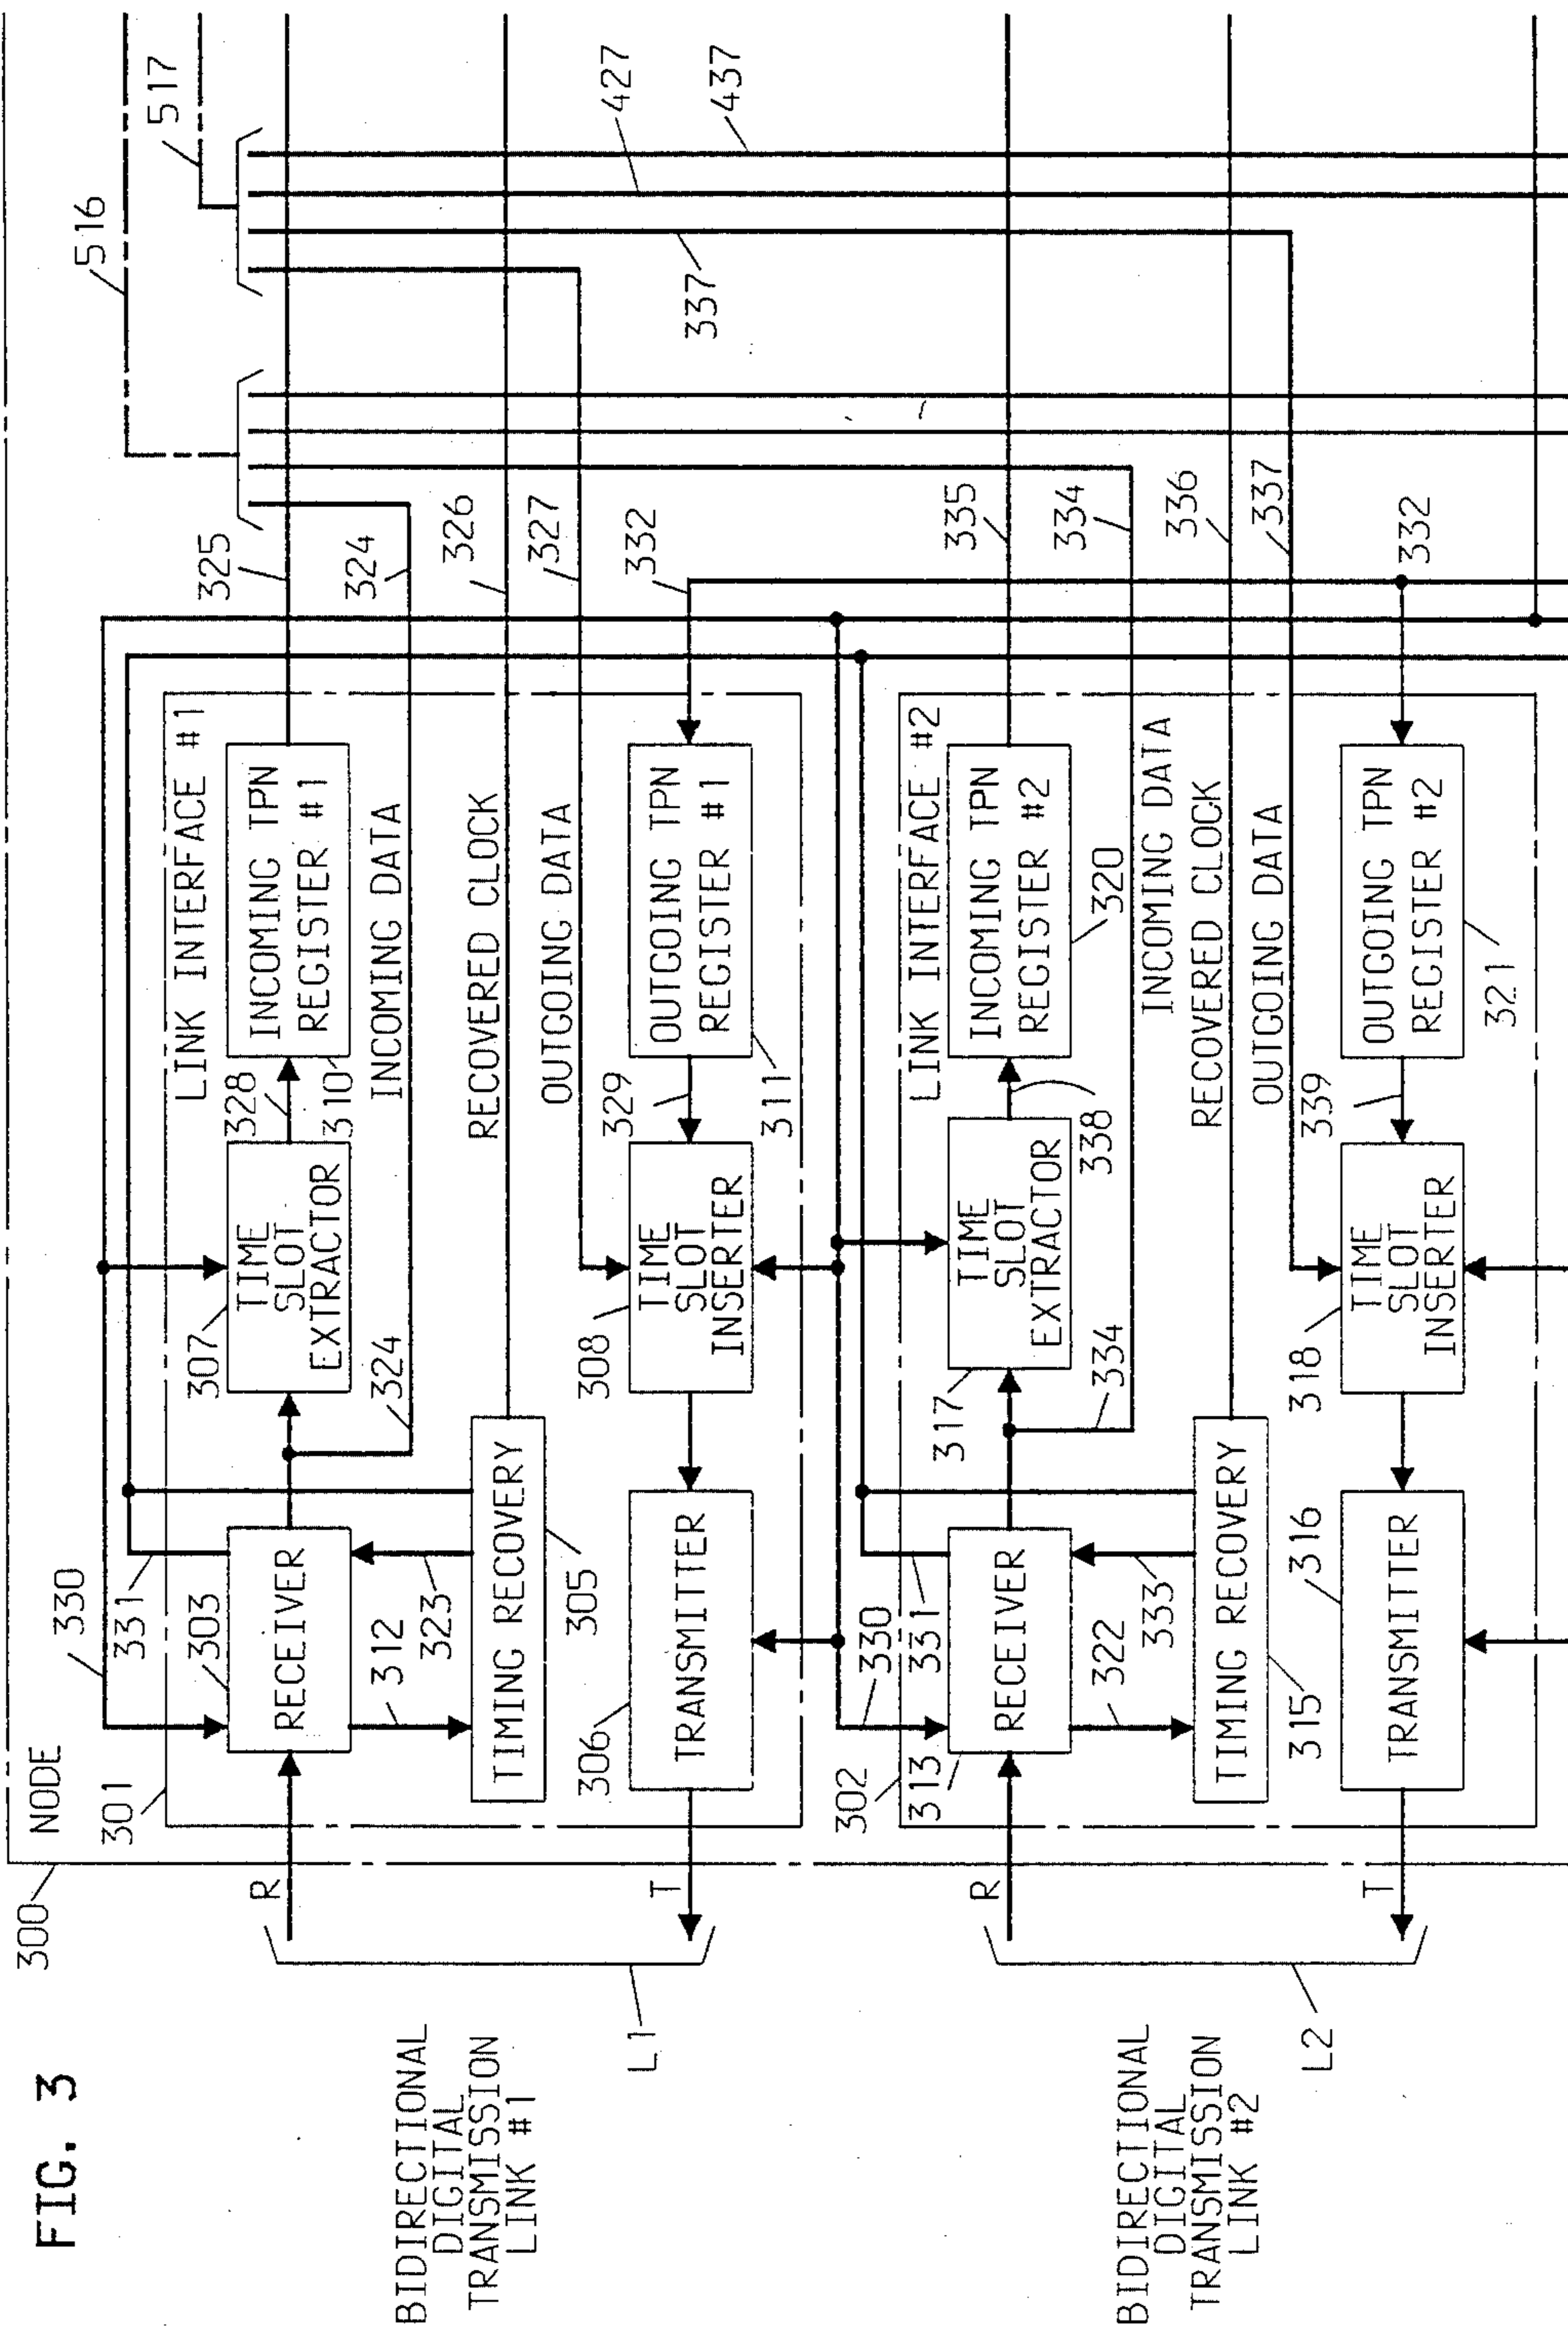 FIG. 3
300
NODE
301
330
331
303
RECEIVER
312
323
TIMING RECOVERY
305
307
TIME
SLOT
EXTRACTOR
324
328
310
LINK INTERFACE #1
INCOMING TPN
REGISTER #1
INCOMING DATA
RECOVERED CLOCK
OUTGOING DATA
325
324
326
327
332
516
517
427
437
337
R
T
L1
BIDIRECTIONAL
DIGITAL
TRANSMISSION
LINK #1
306
TRANSMITTER
308
TIME
SLOT
INSERTER
329
311
OUTGOING TPN
REGISTER #1
302
313
330
331
RECEIVER
322
333
TIMING RECOVERY
315
317
TIME
SLOT
EXTRACTOR
334
338
320
LINK INTERFACE #2
INCOMING TPN
REGISTER #2
INCOMING DATA
RECOVERED CLOCK
OUTGOING DATA
335
334
336
337
332
R
T
L2
BIDIRECTIONAL
DIGITAL
TRANSMISSION
LINK #2
316
TRANSMITTER
318
TIME
SLOT
INSERTER
339
321
OUTGOING TPN
REGISTER #2